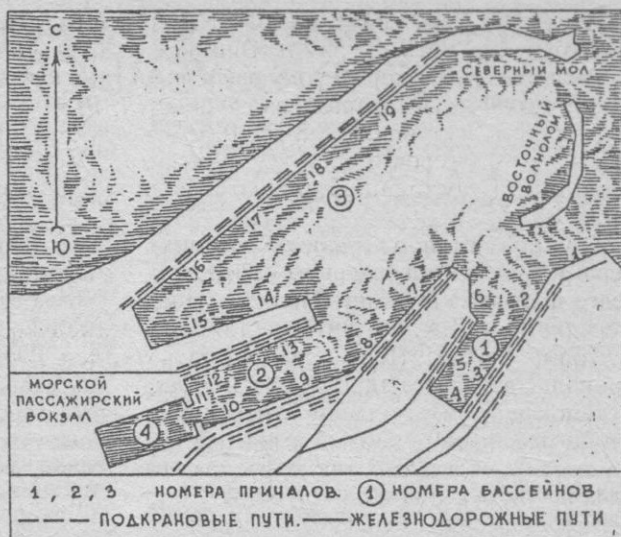 С
СЕВЕРНЫЙ МОЛ
ВОСТОЧНЫЙ
ВОЛНОЛОМ
19
18
③
17
Ю
16
1
7
6
2
14
15
13
8
①
5
3
12
②
9
4
МОРСКОЙ
ПАССАЖИРСКИЙ
ВОКЗАЛ
11
10
④
1, 2, 3 НОМЕРА ПРИЧАЛОВ. ① НОМЕРА БАССЕЙНОВ
ПОДКРАНОВЫЕ ПУТИ. ЖЕЛЕЗНОДОРОЖНЫЕ ПУТИ